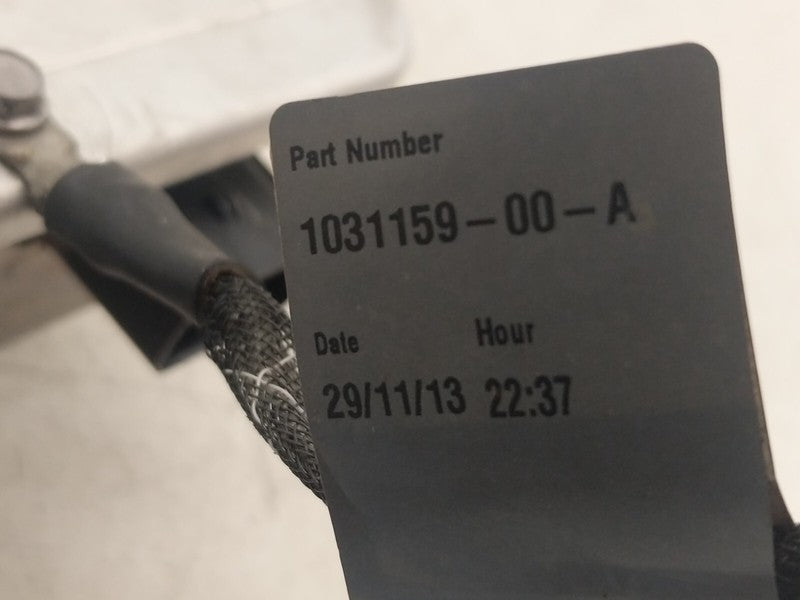 Part Number
1031159-00-A
Date Hour
29/11/13 22:37